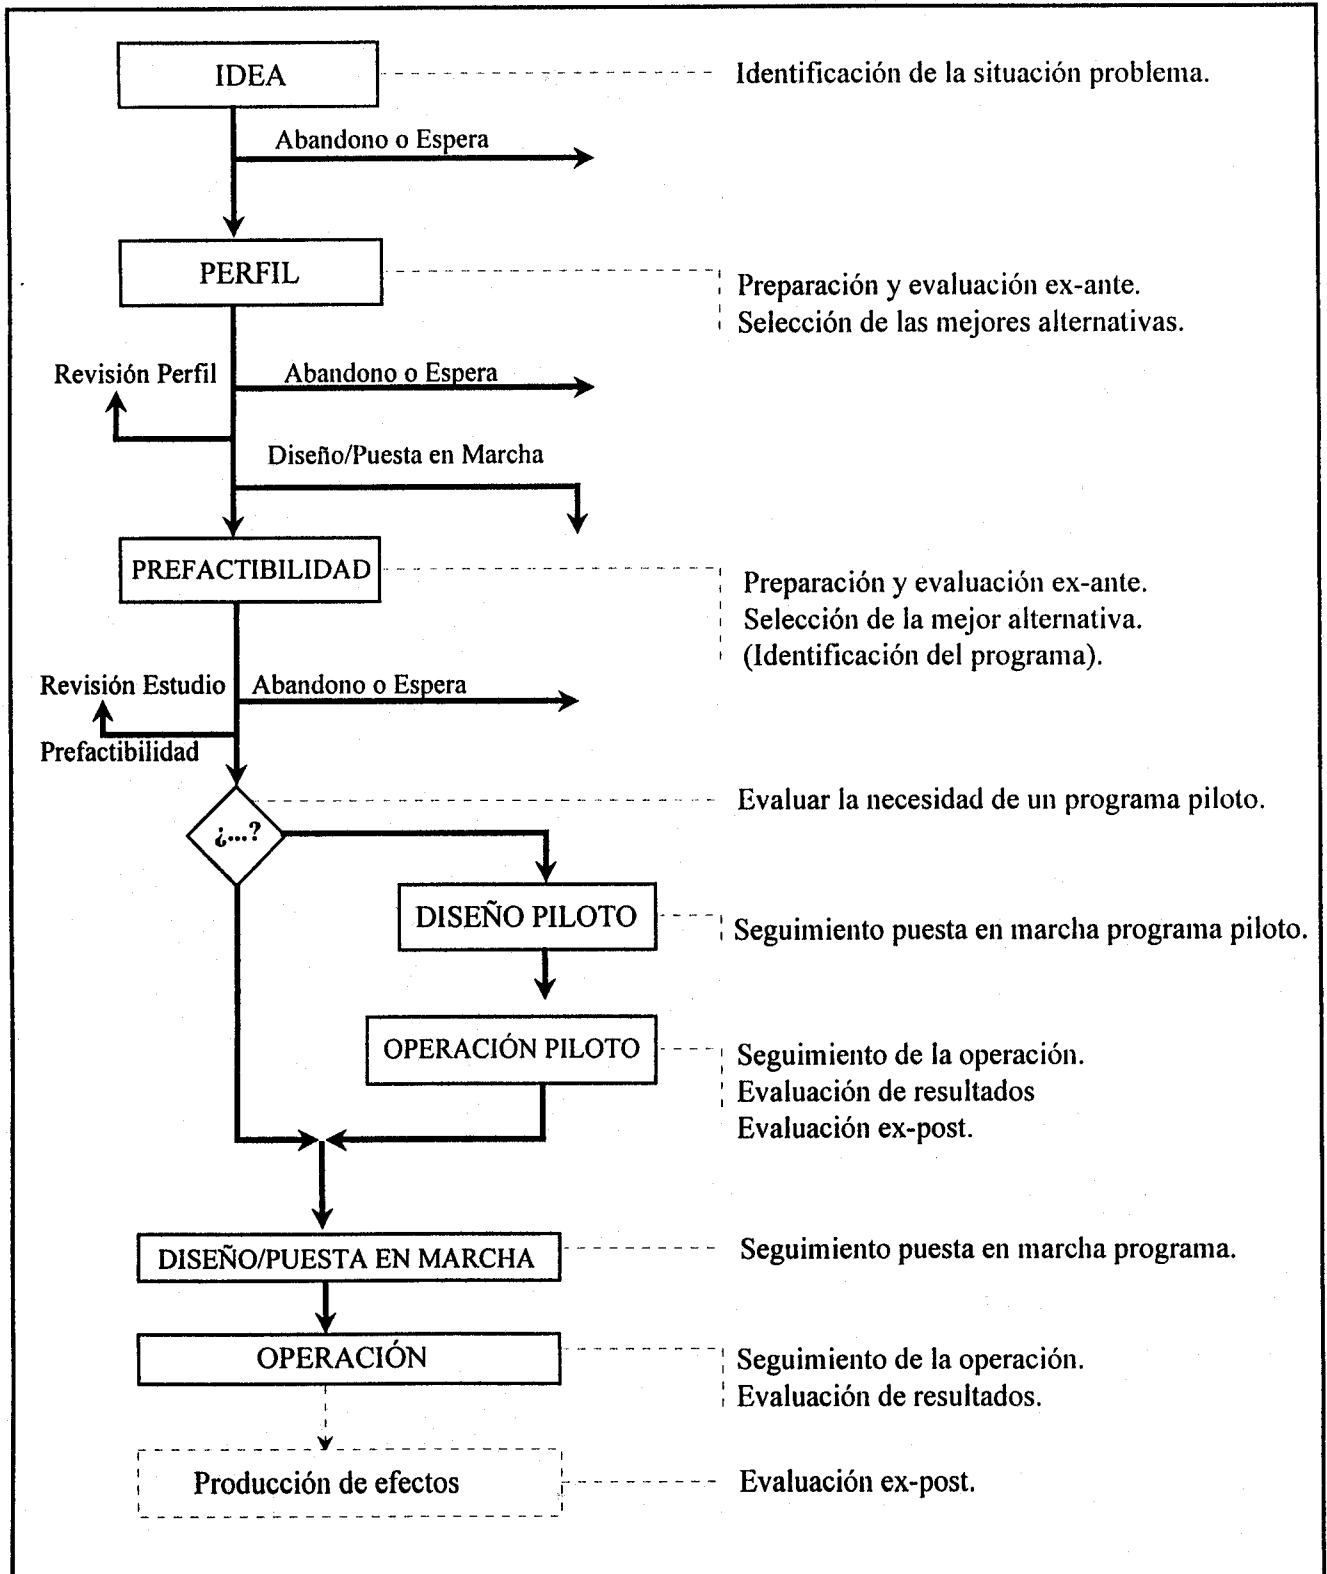 IDEA
Identificación de la situación problema.
Abandono o Espera
PERFIL
Preparación y evaluación ex-ante.
Selección de las mejores alternativas.
Revisión Perfil
Abandono o Espera
Diseño/Puesta en Marcha
PREFACTIBILIDAD
Preparación y evaluación ex-ante.
Selección de la mejor alternativa.
(Identificación del programa).
Revisión Estudio
Abandono o Espera
Prefactibilidad
Evaluar la necesidad de un programa piloto.
¿...?
DISEÑO PILOTO
Seguimiento puesta en marcha programa piloto.
OPERACIÓN PILOTO
Seguimiento de la operación.
Evaluación de resultados
Evaluación ex-post.
DISEÑO/PUESTA EN MARCHA
Seguimiento puesta en marcha programa.
OPERACIÓN
Seguimiento de la operación.
Evaluación de resultados.
Producción de efectos
Evaluación ex-post.